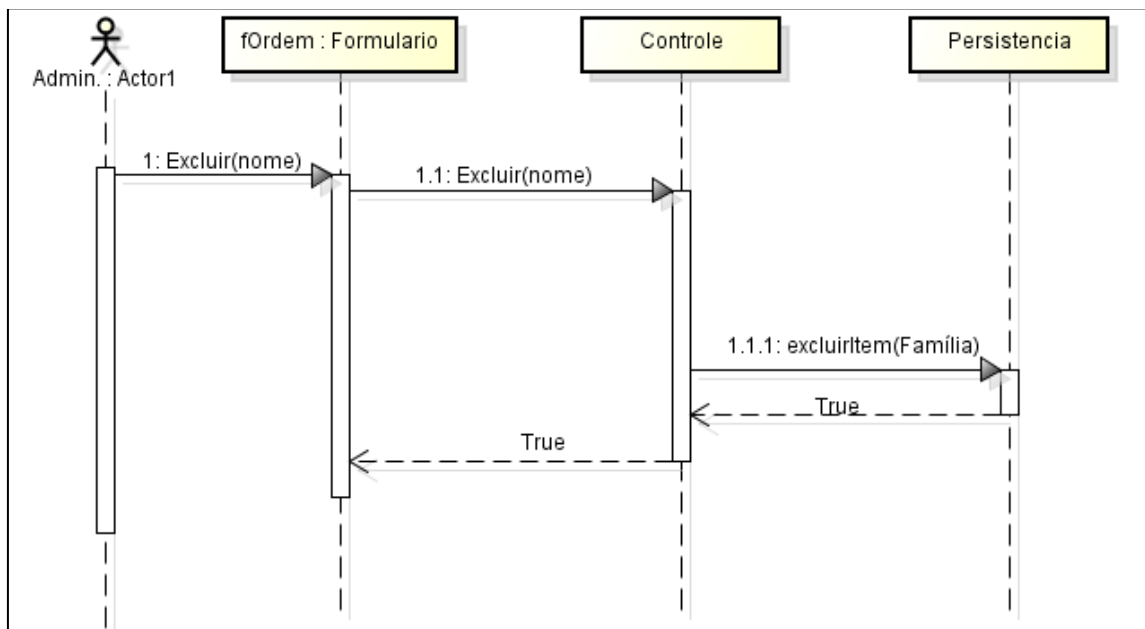 fOrdem : Formulario
Controle
Persistencia
Admin. : Actor1
1: Excluir(nome)
1.1: Excluir(nome)
1.1.1: excluirItem(Família)
True
True